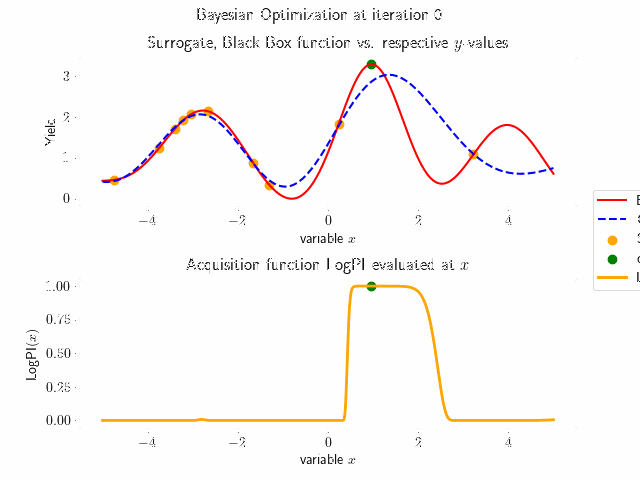 Bayesian Optimization at iteration 0
Surrogate, Black Box function vs. respective y-values
Yield
3
2
1
0
−4 −2 0 2 4
variable x
Acquisition function LogPI evaluated at x
LogPI(x)
1.00
0.75
0.50
0.25
0.00
−4 −2 0 2 4
variable x